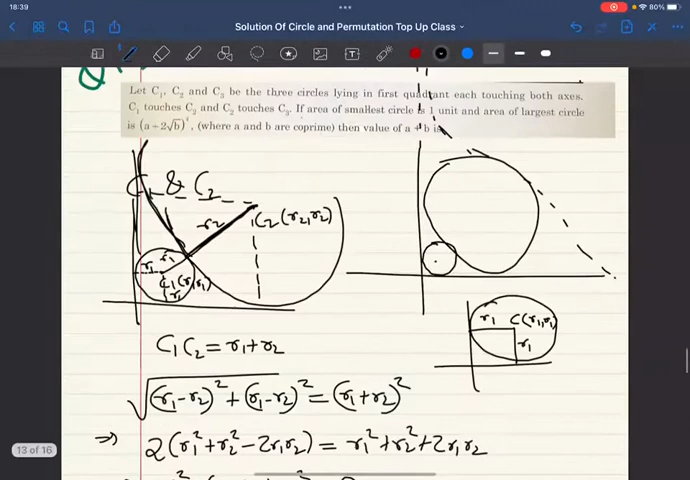 18:39
80%
Solution Of Circle and Permutation Top Up Class
Let C₁, C₂ and C₃ be the three circles lying in first quadrant each touching both axes.
C₁ touches C₂ and C₂ touches C₃. If area of smallest circle is 1 unit and area of largest circle
is (a + 2√b)⁴, (where a and b are coprime) then value of a + b is
C₁ & C₂
r₂
C₂(r₂,r₂)
r₁ r₁
C₁(r₁,r₁)
r₁
r₁ C(r₁,r₁)
r₁
C₁C₂ = r₁+r₂
√(r₁-r₂)²+(r₁-r₂)² = (r₁+r₂)²
⇒ 2(r₁²+r₂²-2r₁r₂) = r₁²+r₂²+2r₁r₂
13 of 16